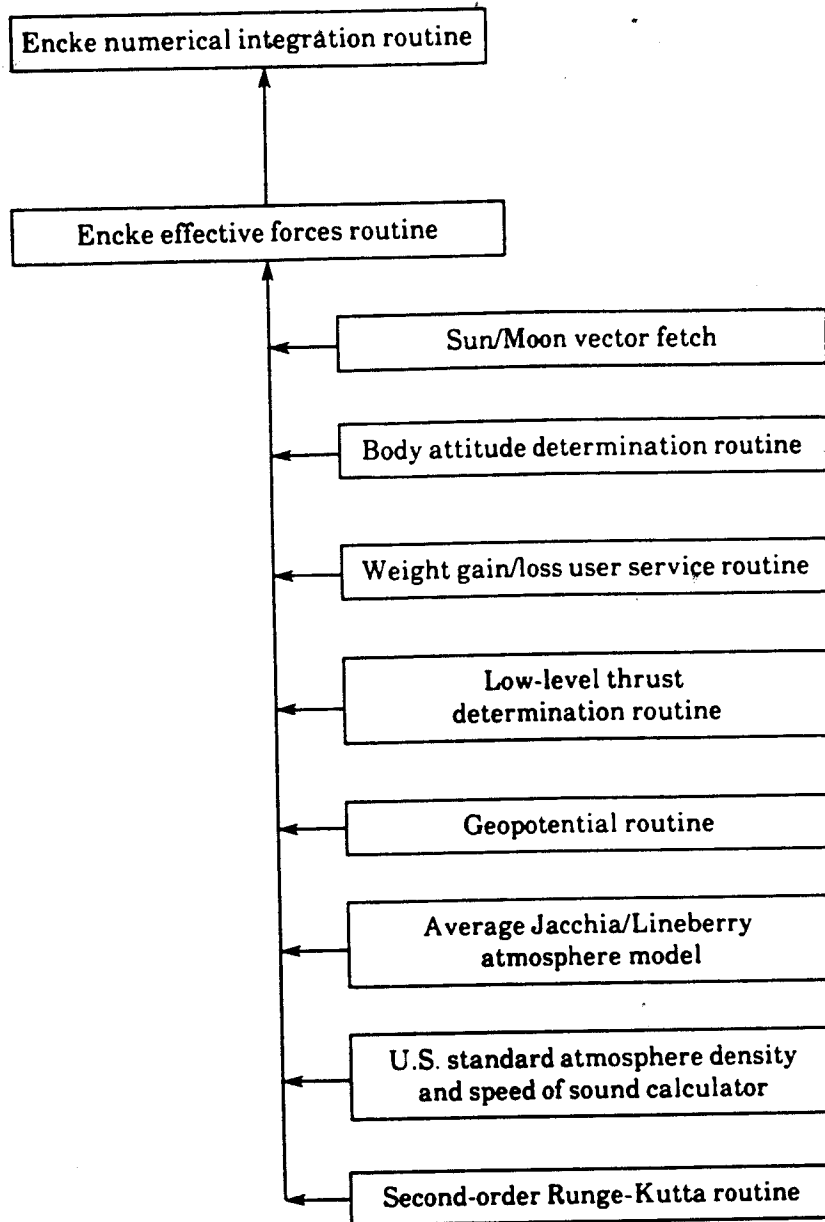 Encke numerical integration routine
Encke effective forces routine
Sun/Moon vector fetch
Body attitude determination routine
Weight gain/loss user service routine
Low-level thrust
determination routine
Geopotential routine
Average Jacchia/Lineberry
atmosphere model
U.S. standard atmosphere density
and speed of sound calculator
Second-order Runge-Kutta routine